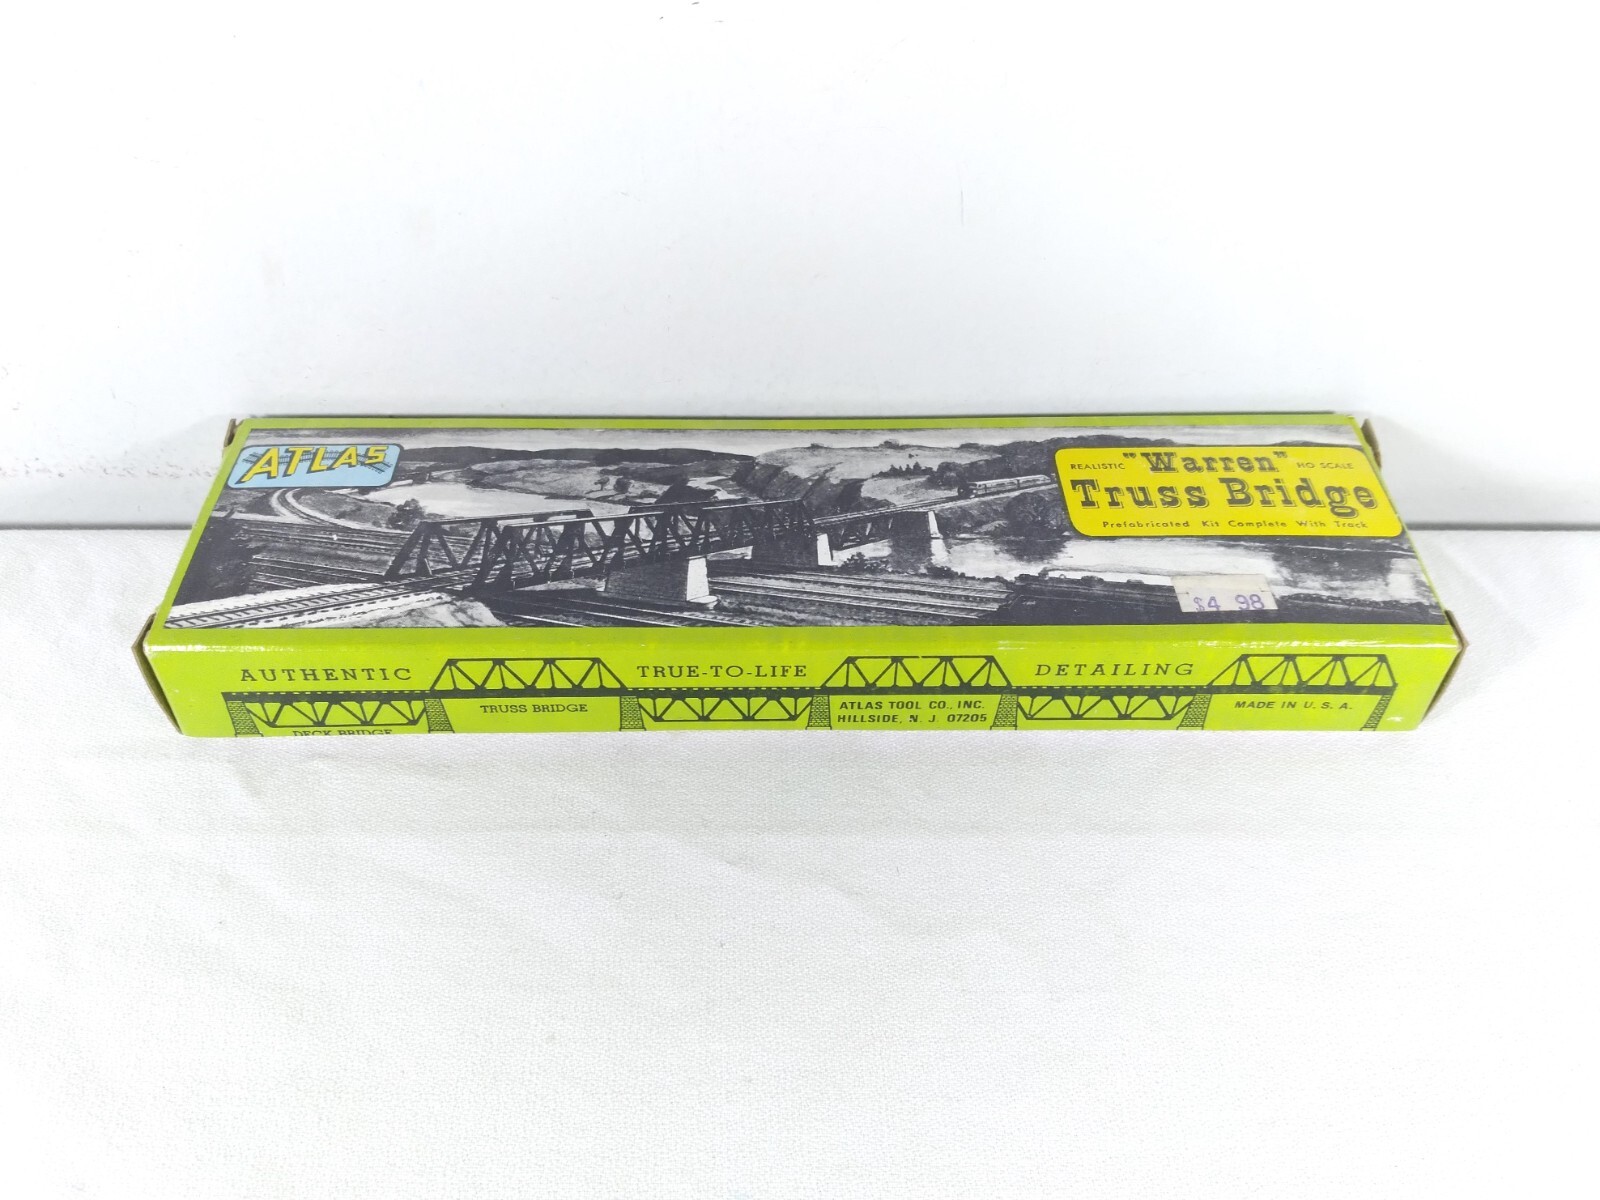 ATLAS
REALISTIC "Warren" HO SCALE
Truss Bridge
Prefabricated Kit Complete With Track
$4 98
AUTHENTIC TRUE-TO-LIFE DETAILING
TRUSS BRIDGE
DECK BRIDGE
ATLAS TOOL CO., INC.
HILLSIDE, N. J. 07205
MADE IN U. S. A.